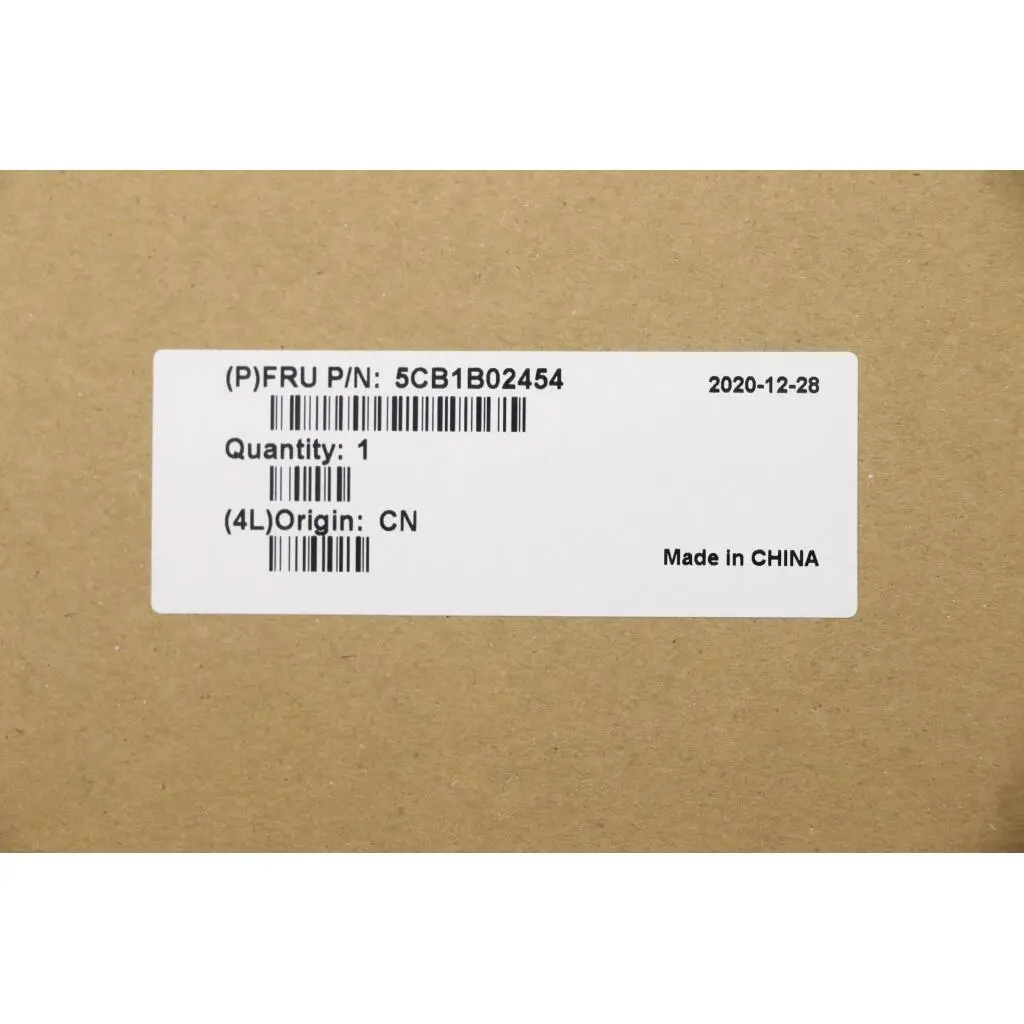 (P)FRU P/N: 5CB1B02454
2020-12-28
Quantity: 1
(4L)Origin: CN
Made in CHINA